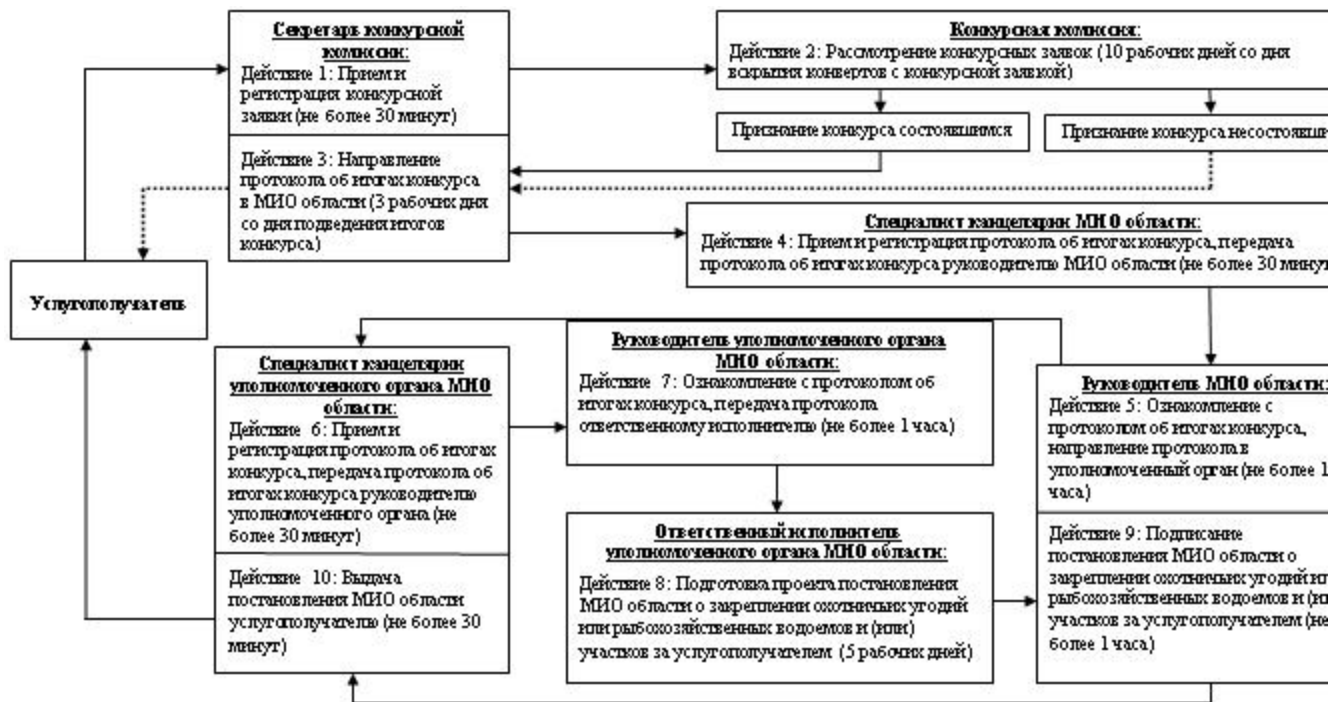 Секретарь конкурсной
комиссии:
Действие 1: Прием и
регистрация конкурсной
заявки (не более 30 минут)
Действие 3: Направление
протокола об итогах конкурса
в МИО области (3 рабочих дня
со дня подведения итогов
конкурса)
Конкурсная комиссия:
Действие 2: Рассмотрение конкурсных заявок (10 рабочих дней со дня
вскрытия конвертов с конкурсной заявкой)
Признание конкурса состоявшимся
Признание конкурса несостоявши
Специалист канцелярии МИО области:
Действие 4: Прием и регистрация протокола об итогах конкурса, передача
протокола об итогах конкурса руководителю МИО области (не более 30 минут
Услугополучатель
Специалист канцелярии
уполномоченного органа МИО
области:
Действие 6: Прием и
регистрация протокола об итогах
конкурса, передача протокола об
итогах конкурса руководителю
уполномоченного органа (не
более 30 минут)
Действие 10: Выдача
постановления МИО области
услугополучателю (не более 30
минут)
Руководитель уполномоченного органа
МИО области:
Действие 7: Ознакомление с протоколом об
итогах конкурса, передача протокола
ответственному исполнителю (не более 1 часа)
Ответственный исполнитель
уполномоченного органа МИО области:
Действие 8: Подготовка проекта постановления
МИО области о закреплении охотничьих угодий
или рыбохозяйственных водоемов и (или)
участков за услугополучателем (5 рабочих дней)
Руководитель МИО области:
Действие 5: Ознакомление с
протоколом об итогах конкурса,
направление протокола в
уполномоченный орган (не более 1
часа)
Действие 9: Подписание
постановления МИО области о
закреплении охотничьих угодий ил
рыбохозяйственных водоемов и (ил
участков за услугополучателем (не
более 1 часа)